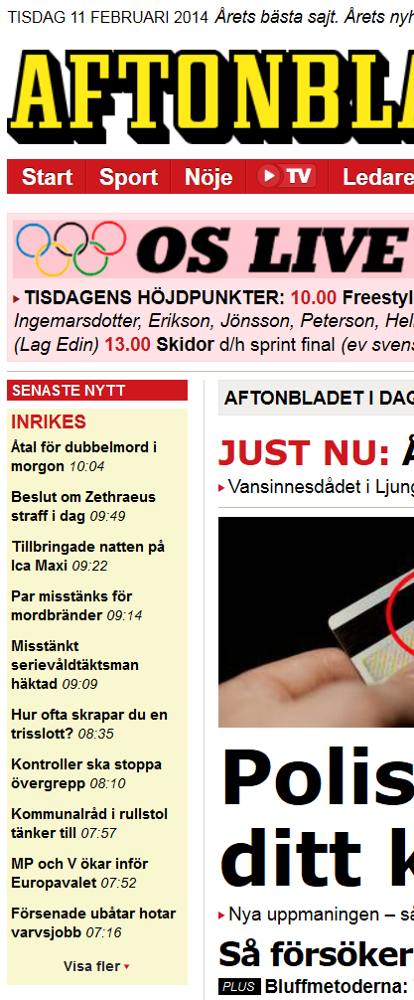 TISDAG 11 FEBRUARI 2014 Årets bästa sajt. Årets
AFTONBLA
Start Sport Nöje TV Ledare
OS LIVE
TISDAGENS HÖJDPUNKTER: 10.00
Ingemarsdotter, Erikson, Jönsson, Peterson,
(Lag Edin) 13.00 Skidor d/h sprint final (ev
SENASTE NYTT
INRIKES
Åtal för dubbelmord i
morgon 10:04
Beslut om Zethraeus
straff i dag 09:49
Tillbringade natten på
Ica Maxi 09:22
Par misstänks för
mordbränder 09:14
Misstänkt
serievåldtäktsman
häktad 09:09
Hur ofta skrapar du en
trisslott? 08:35
Kontroller ska stoppa
övergrepp 08:10
Kommunalråd i rullstol
tänker till 07:57
MP och V ökar inför
Europavalet 07:52
Försenade ubåtar hotar
varvsjobb 07:16
Visa fler
AFTONBLADET I DAG
JUST NU:
Vansinnesdådet i
Polis
ditt
Nya uppmaningen –
Så försöker
PLUS Bluffmetoderna: